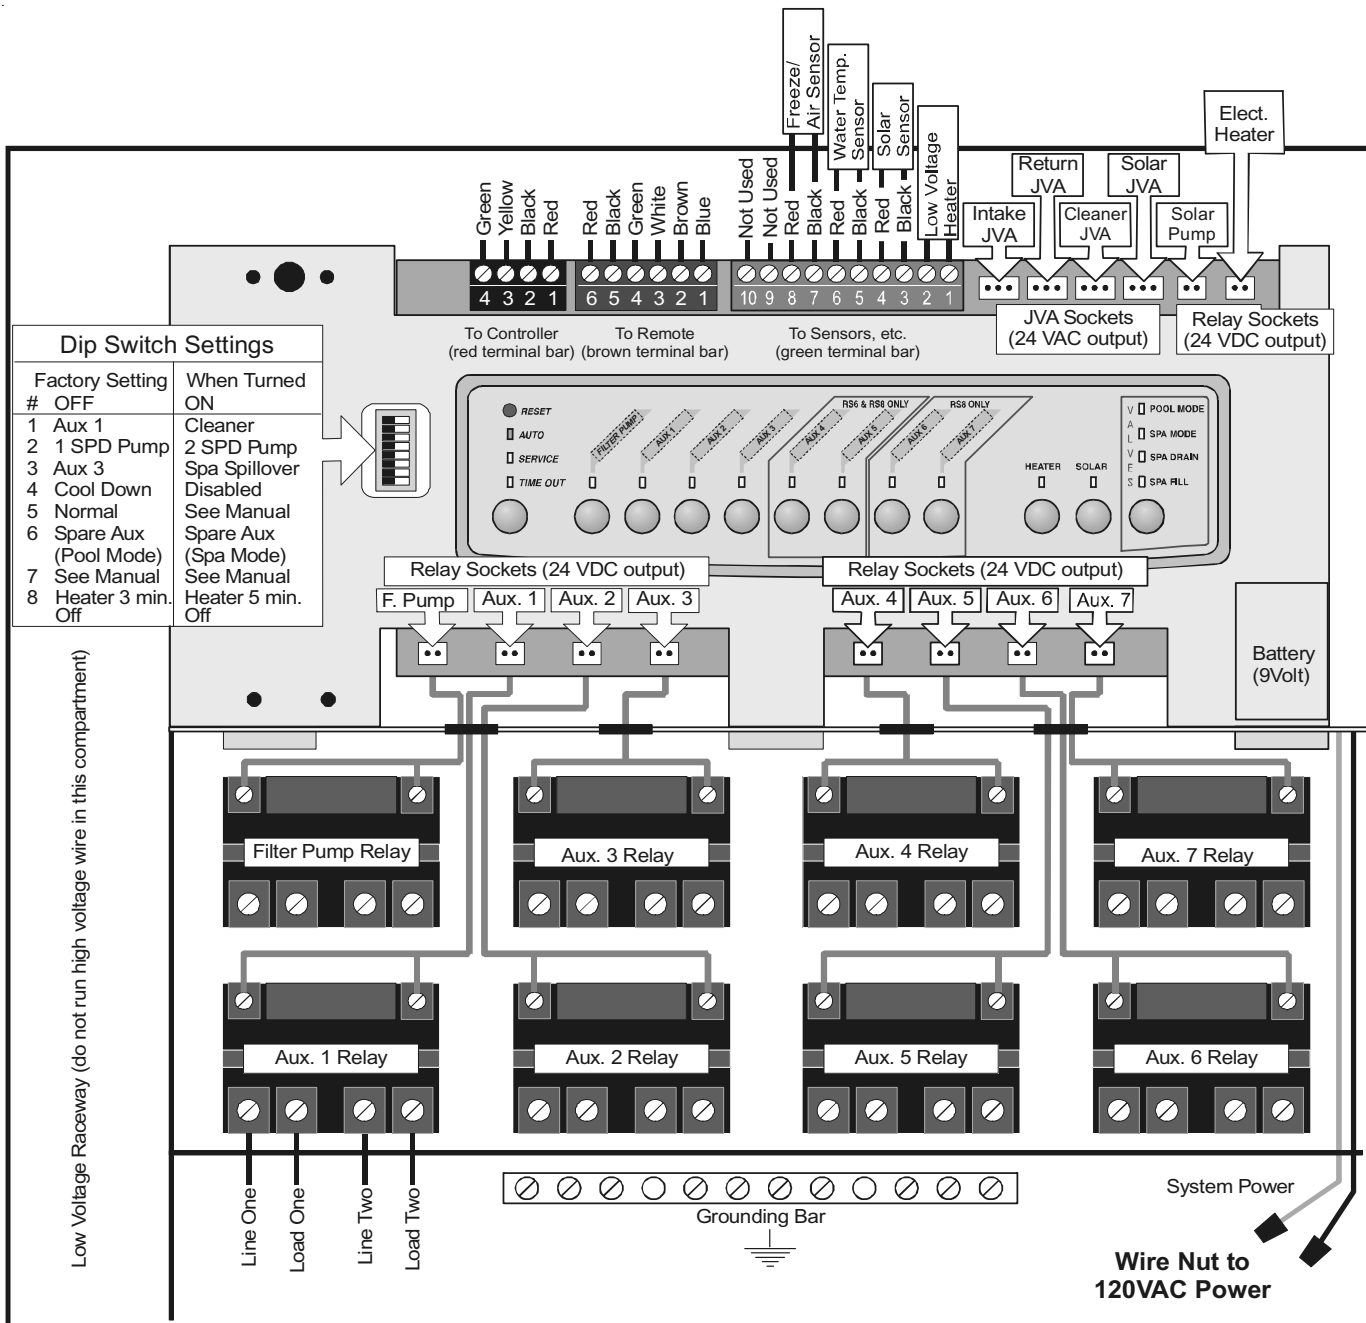 Freeze/
Air Sensor
Water Temp.
Sensor
Solar
Sensor
Low Voltage
Heater
Elect.
Heater
Return
JVA
Solar
JVA
Intake
JVA
Cleaner
JVA
Solar
Pump
Green
Yellow
Black
Red
Red
Black
Green
White
Brown
Blue
Not Used
Not Used
Red
Black
Red
Black
Red
Black
4 3 2 1
6 5 4 3 2 1
10 9 8 7 6 5 4 3 2 1
To Controller
(red terminal bar)
To Remote
(brown terminal bar)
To Sensors, etc.
(green terminal bar)
JVA Sockets
(24 VAC output)
Relay Sockets
(24 VDC output)
Dip Switch Settings
Factory Setting When Turned
# OFF ON
1 Aux 1 Cleaner
2 1 SPD Pump 2 SPD Pump
3 Aux 3 Spa Spillover
4 Cool Down Disabled
5 Normal See Manual
6 Spare Aux Spare Aux
(Pool Mode) (Spa Mode)
7 See Manual See Manual
8 Heater 3 min. Heater 5 min.
Off Off
RESET
AUTO
SERVICE
TIME OUT
FILTER PUMP
AUX 1
AUX 2
AUX 3
RS6 & RS8 ONLY
AUX 4
AUX 5
RS8 ONLY
AUX 6
AUX 7
HEATER
SOLAR
VALVES
POOL MODE
SPA MODE
SPA DRAIN
SPA FILL
Relay Sockets (24 VDC output)
F. Pump
Aux. 1
Aux. 2
Aux. 3
Relay Sockets (24 VDC output)
Aux. 4
Aux. 5
Aux. 6
Aux. 7
Battery
(9Volt)
Low Voltage Raceway (do not run high voltage wire in this compartment)
Filter Pump Relay
Aux. 3 Relay
Aux. 4 Relay
Aux. 7 Relay
Aux. 1 Relay
Aux. 2 Relay
Aux. 5 Relay
Aux. 6 Relay
Line One
Load One
Line Two
Load Two
Grounding Bar
System Power
Wire Nut to
120VAC Power